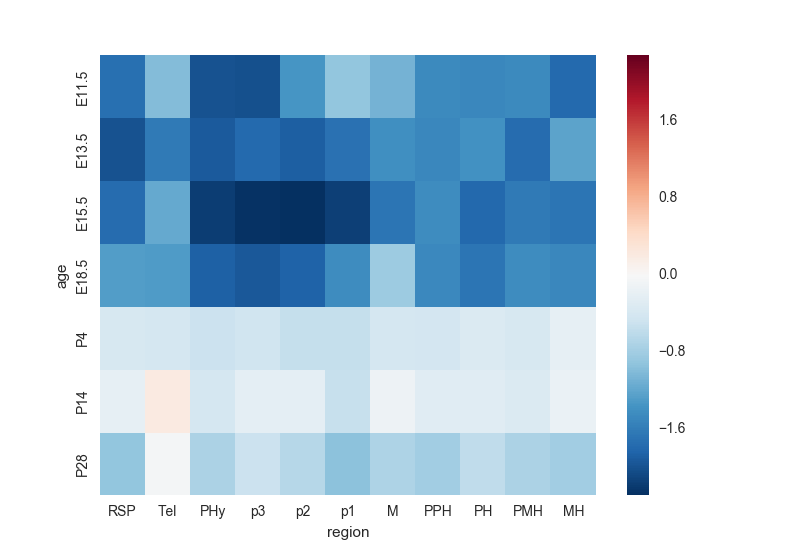 age
E11.5
E13.5
E15.5
E18.5
P4
P14
P28
RSP Tel PHy p3 p2 p1 M PPH PH PMH MH
region
1.6
0.8
0.0
−0.8
−1.6